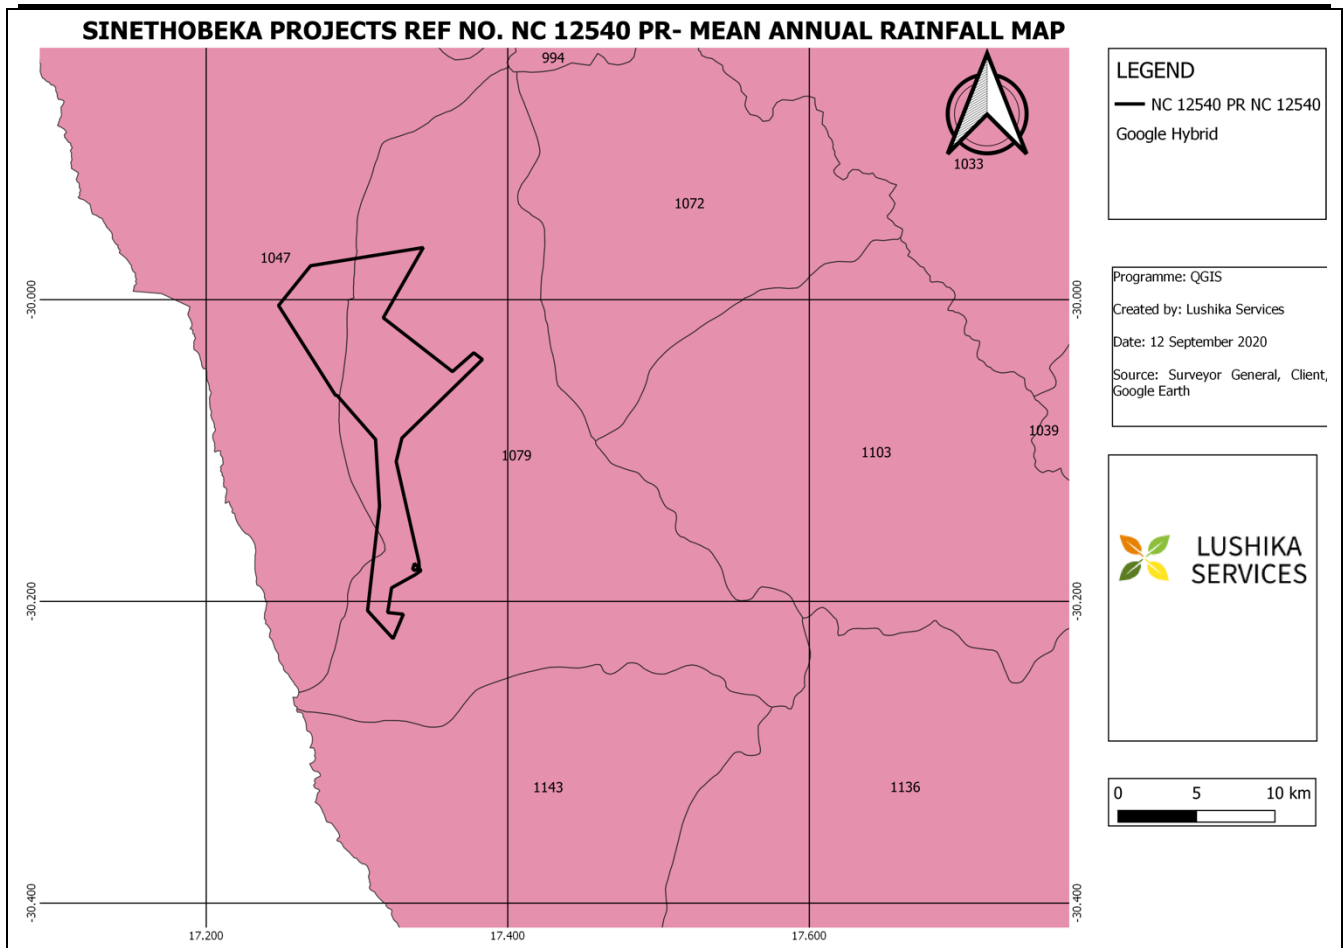 SINETHOBEKA PROJECTS REF NO. NC 12540 PR- MEAN ANNUAL RAINFALL MAP
994
1033
1072
1047
1079
1103
1039
1143
1136
-30.000
-30.200
-30.400
-30.000
-30.200
-30.400
17.200
17.400
17.600
LEGEND
NC 12540 PR NC 12540
Google Hybrid
Programme: QGIS
Created by: Lushika Services
Date: 12 September 2020
Source: Surveyor General, Client,
Google Earth
LUSHIKA
SERVICES
0 5 10 km